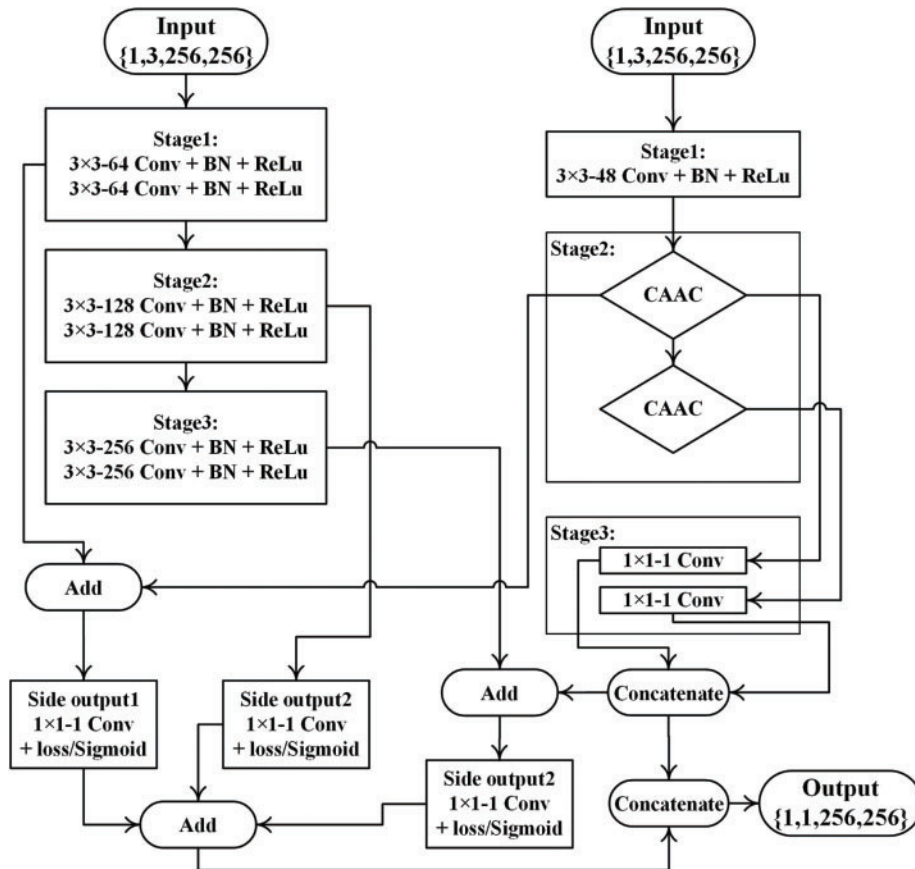 Input
{1,3,256,256}
Stage1:
3×3-64 Conv + BN + ReLu
3×3-64 Conv + BN + ReLu
Stage2:
3×3-128 Conv + BN + ReLu
3×3-128 Conv + BN + ReLu
Stage3:
3×3-256 Conv + BN + ReLu
3×3-256 Conv + BN + ReLu
Add
Side output1
1×1-1 Conv
+ loss/Sigmoid
Side output2
1×1-1 Conv
+ loss/Sigmoid
Add
Side output2
1×1-1 Conv
+ loss/Sigmoid
Add
Input
{1,3,256,256}
Stage1:
3×3-48 Conv + BN + ReLu
Stage2:
CAAC
CAAC
Stage3:
1×1-1 Conv
1×1-1 Conv
Concatenate
Concatenate
Output
{1,1,256,256}